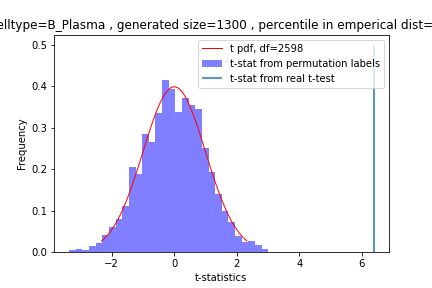 elltype=B_Plasma , generated size=1300 , percentile in emperical dist=
t pdf, df=2598
t-stat from permutation labels
t-stat from real t-test
Frequency
0.5
0.4
0.3
0.2
0.1
0.0
−2
0
2
4
6
t-statistics